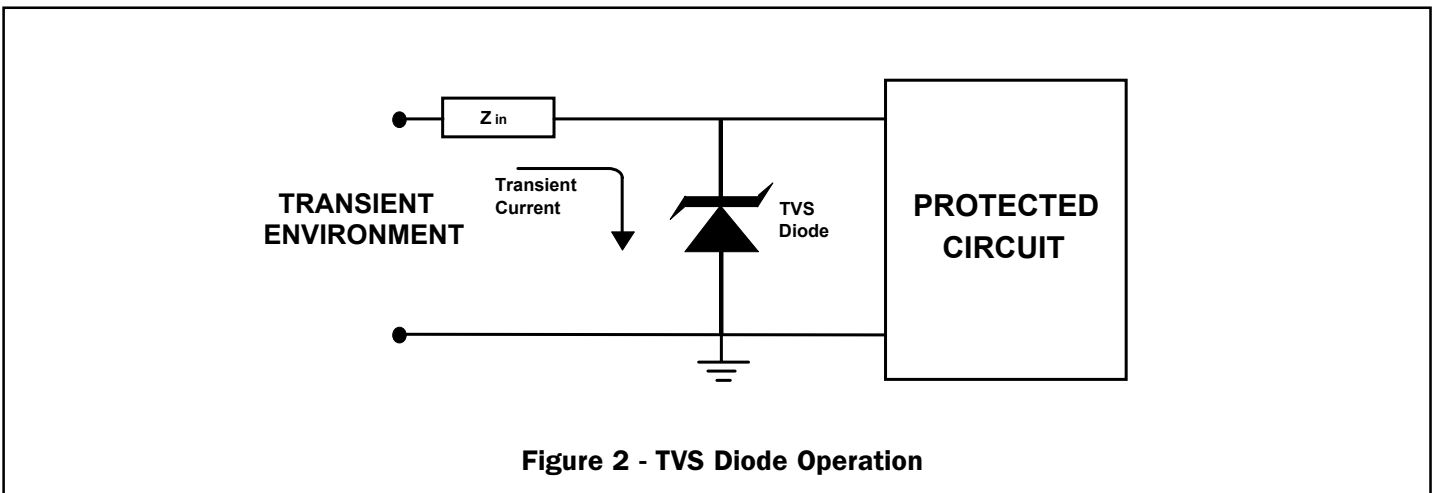 Z in
Transient
Current
TRANSIENT
ENVIRONMENT
TVS
Diode
PROTECTED
CIRCUIT
Figure 2 - TVS Diode Operation